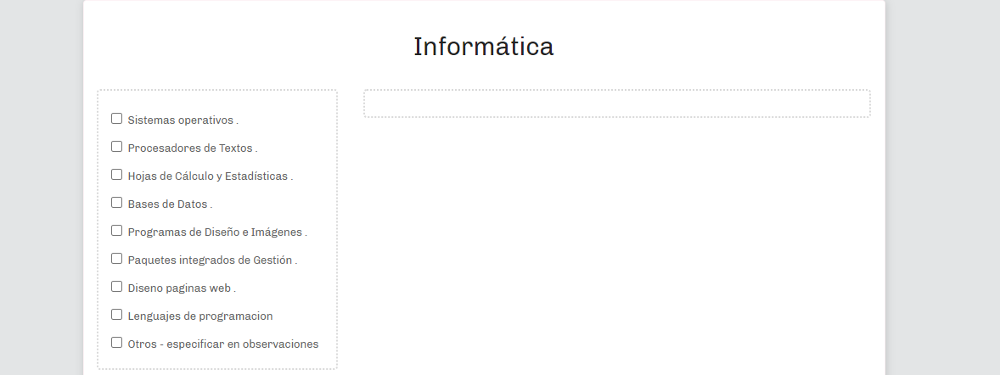 Informática
Sistemas operativos .
Procesadores de Textos .
Hojas de Cálculo y Estadísticas .
Bases de Datos .
Programas de Diseño e Imágenes .
Paquetes integrados de Gestión .
Diseno paginas web .
Lenguajes de programacion
Otros - especificar en observaciones